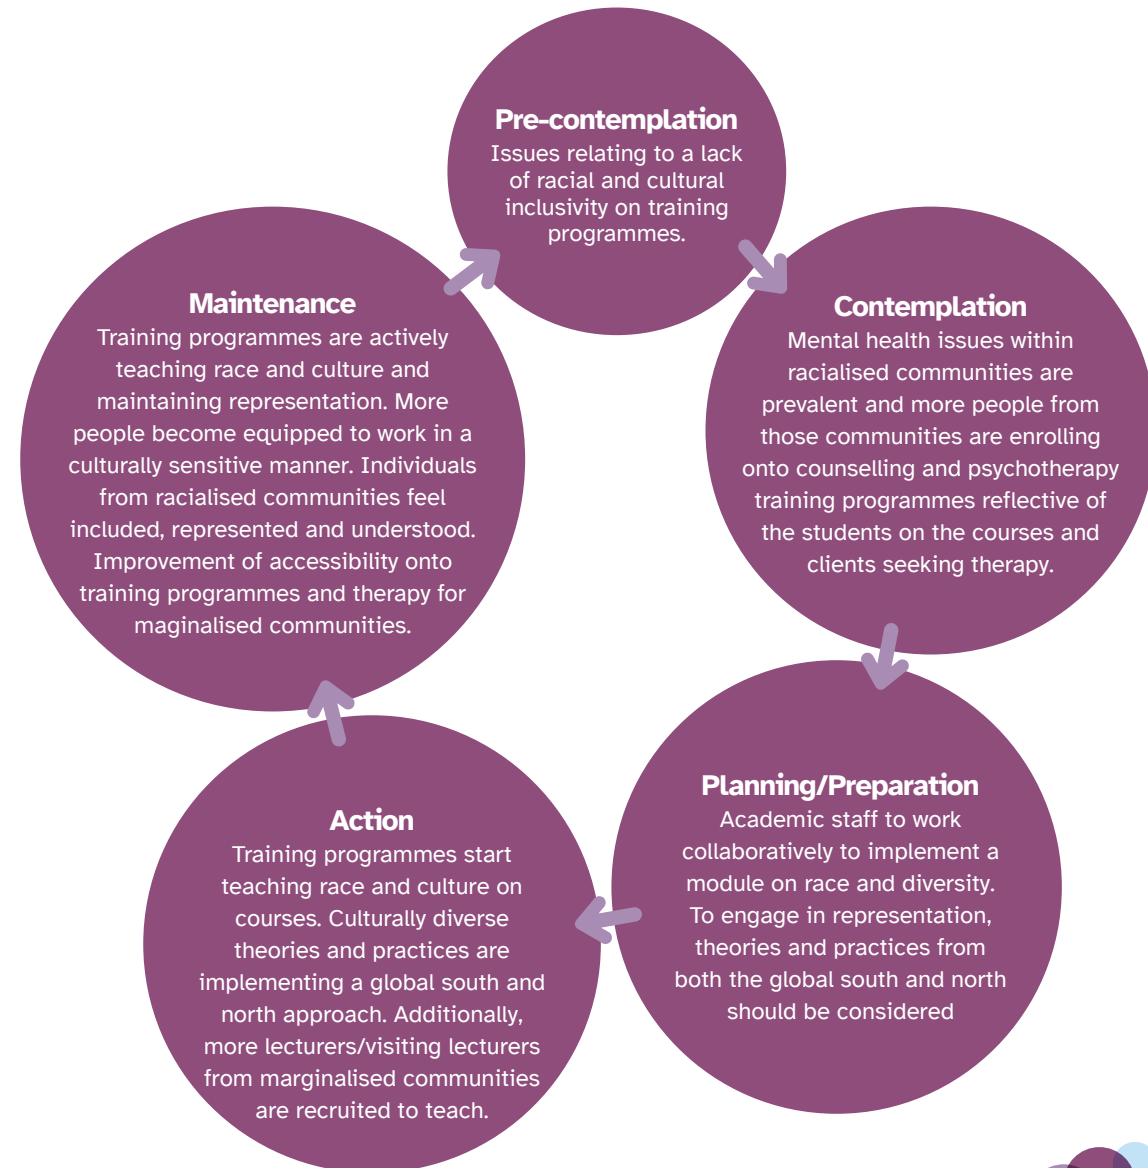 Pre-contemplation
Issues relating to a lack
of racial and cultural
inclusivity on training
programmes.
Contemplation
Mental health issues within
racialised communities are
prevalent and more people from
those communities are enrolling
onto counselling and psychotherapy
training programmes reflective of
the students on the courses and
clients seeking therapy.
Planning/Preparation
Academic staff to work
collaboratively to implement a
module on race and diversity.
To engage in representation,
theories and practices from
both the global south and north
should be considered
Action
Training programmes start
teaching race and culture on
courses. Culturally diverse
theories and practices are
implementing a global south and
north approach. Additionally,
more lecturers/visiting lecturers
from marginalised communities
are recruited to teach.
Maintenance
Training programmes are actively
teaching race and culture and
maintaining representation. More
people become equipped to work in a
culturally sensitive manner. Individuals
from racialised communities feel
included, represented and understood.
Improvement of accessibility onto
training programmes and therapy for
maginalised communities.